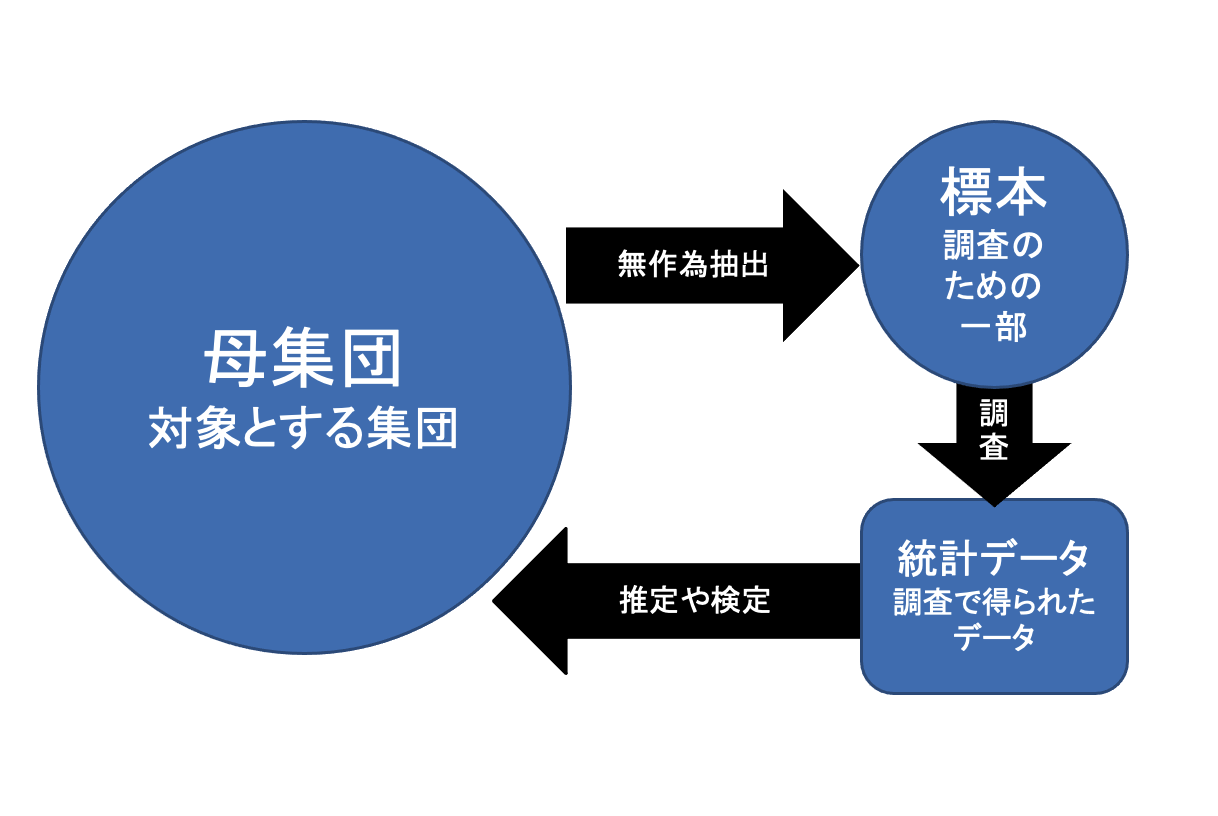 母集団
対象とする集団
無作為抽出
標本
調査の
ための
一部
調
査
統計データ
調査で得られた
データ
推定や検定